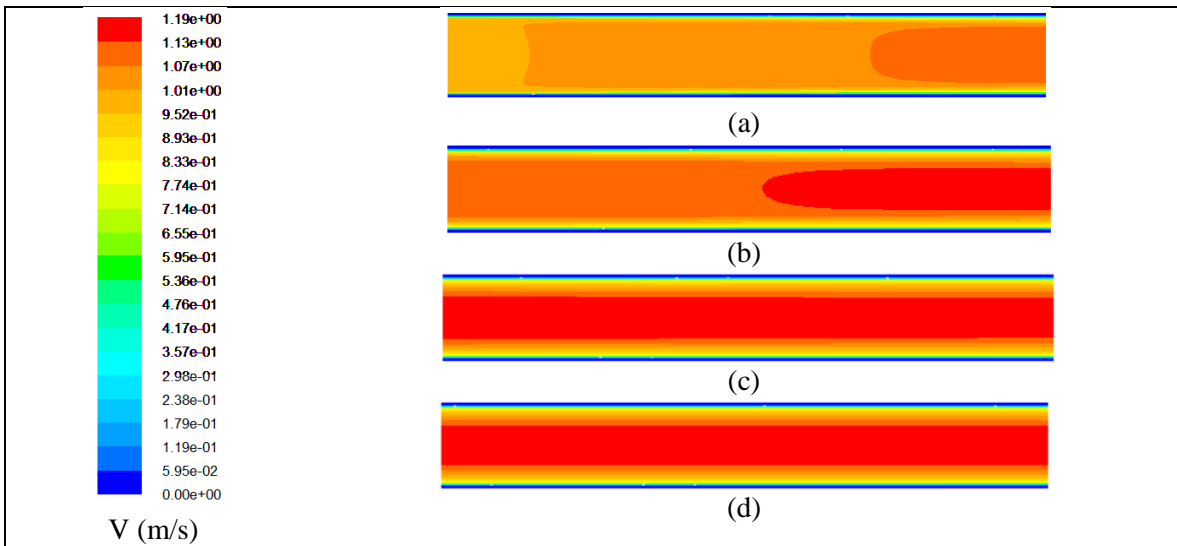 1.19e+00
1.13e+00
1.07e+00
1.01e+00
9.52e-01
8.93e-01
8.33e-01
7.74e-01
7.14e-01
6.55e-01
5.95e-01
5.36e-01
4.76e-01
4.17e-01
3.57e-01
2.98e-01
2.38e-01
1.79e-01
1.19e-01
5.95e-02
0.00e+00
V (m/s)
(a)
(b)
(c)
(d)